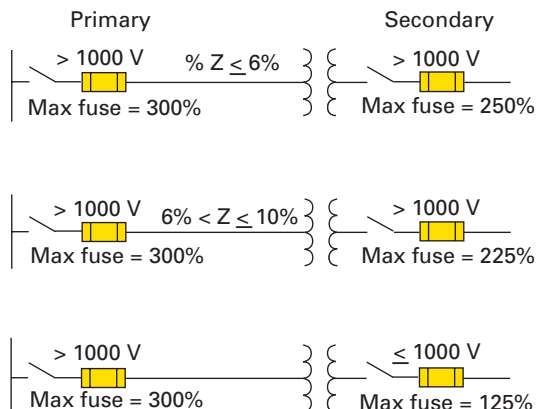 Primary Secondary
> 1000 V % Z ≤ 6% > 1000 V
Max fuse = 300% Max fuse = 250%
> 1000 V 6% < Z ≤ 10% > 1000 V
Max fuse = 300% Max fuse = 225%
> 1000 V ≤ 1000 V
Max fuse = 300% Max fuse = 125%